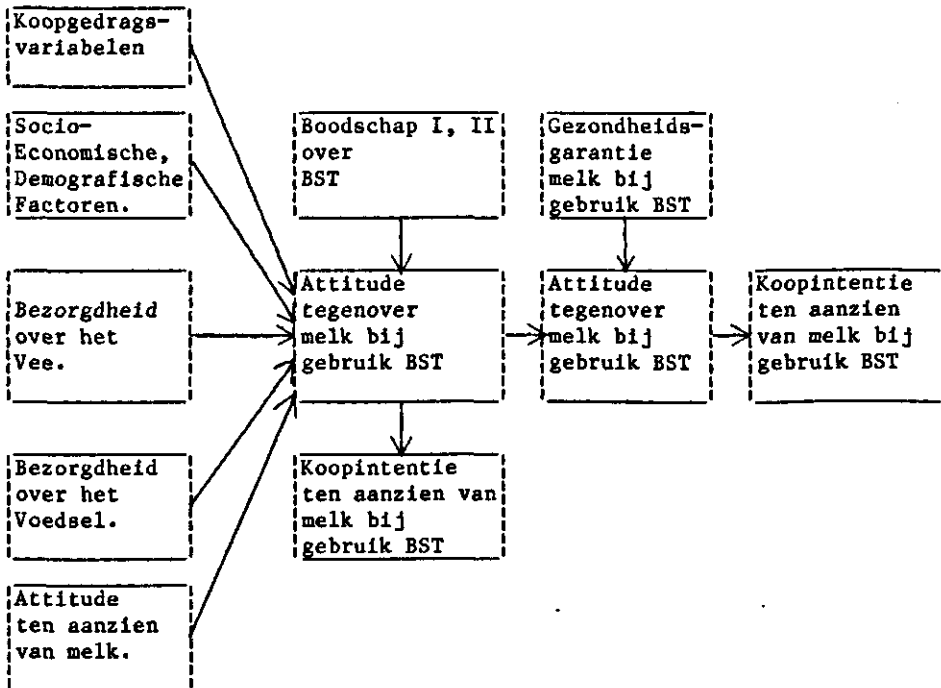 Koopgedrags-
variabelen
Socio-
Economische,
Demografische
Factoren.
Boodschap I, II
over
BST
Gezondheids-
garantie
melk bij
gebruik BST
Bezorgdheid
over het
Vee.
Attitude
tegenover
melk bij
gebruik BST
Attitude
tegenover
melk bij
gebruik BST
Koopintentie
ten aanzien
van melk bij
gebruik BST
Bezorgdheid
over het
Voedsel.
Koopintentie
ten aanzien van
melk bij
gebruik BST
Attitude
ten aanzien
van melk.